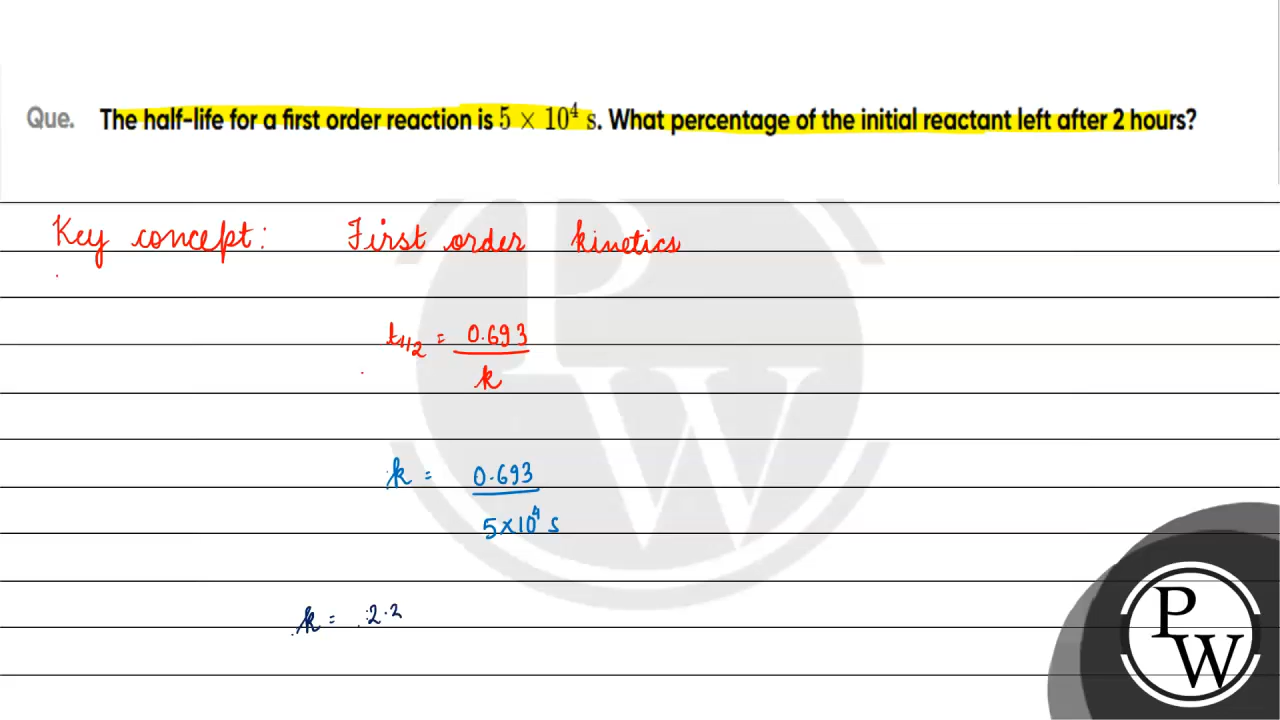 Que. The half-life for a first order reaction is 5 × 10⁴ s. What percentage of the initial reactant left after 2 hours?
Key concept: First order kinetics
t1/2 = 0.693
k
k = 0.693
5×10⁴ s
k = 2.2
P
W